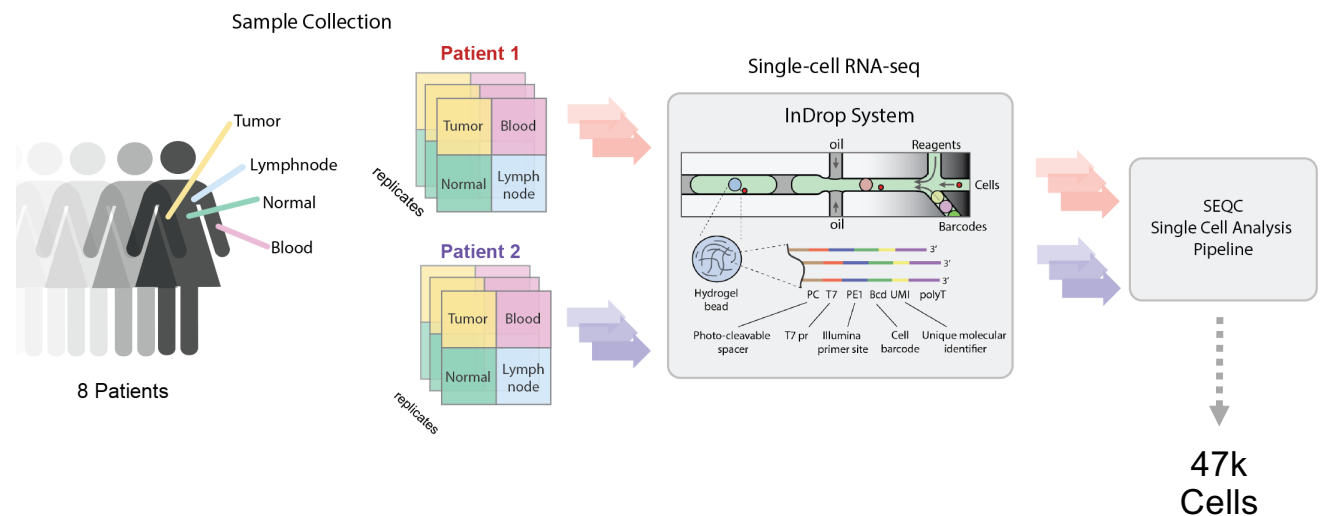 Sample Collection
Tumor
Lymphnode
Normal
Blood
8 Patients
Patient 1
Tumor
Blood
Normal
Lymph
node
replicates
Patient 2
Tumor
Blood
Normal
Lymph
node
replicates
Single-cell RNA-seq
InDrop System
oil
Reagents
Cells
oil
Barcodes
3’
3’
3’
Hydrogel
bead
PC T7 PE1 Bcd UMI polyT
Photo-cleavable
spacer
T7 pr
Illumina
primer site
Cell
barcode
Unique molecular
identifier
SEQC
Single Cell Analysis
Pipeline
47k
Cells